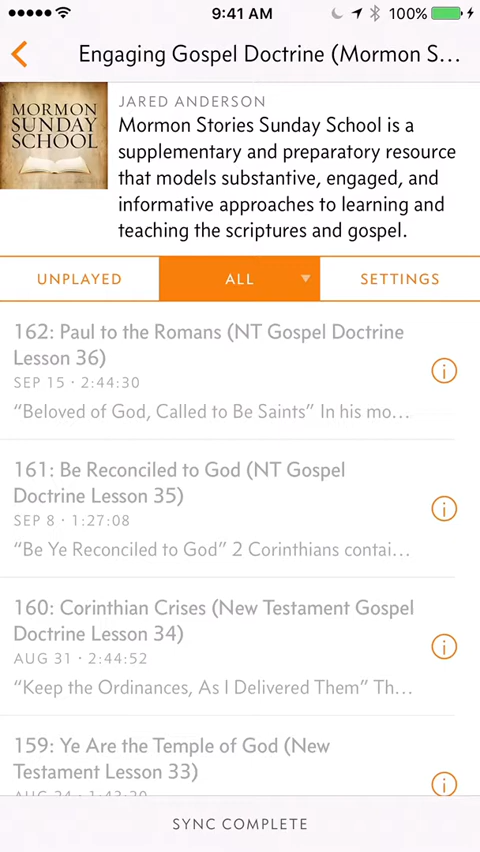 9:41 AM
100%
Engaging Gospel Doctrine (Mormon S...
MORMON
SUNDAY
SCHOOL
JARED ANDERSON
Mormon Stories Sunday School is a
supplementary and preparatory resource
that models substantive, engaged, and
informative approaches to learning and
teaching the scriptures and gospel.
UNPLAYED
ALL
SETTINGS
162: Paul to the Romans (NT Gospel Doctrine
Lesson 36)
SEP 15 · 2:44:30
“Beloved of God, Called to Be Saints” In his mo...
161: Be Reconciled to God (NT Gospel
Doctrine Lesson 35)
SEP 8 · 1:27:08
“Be Ye Reconciled to God” 2 Corinthians contai...
160: Corinthian Crises (New Testament Gospel
Doctrine Lesson 34)
AUG 31 · 2:44:52
“Keep the Ordinances, As I Delivered Them” Th...
159: Ye Are the Temple of God (New
Testament Lesson 33)
AUG 24 · 1:43:20
SYNC COMPLETE